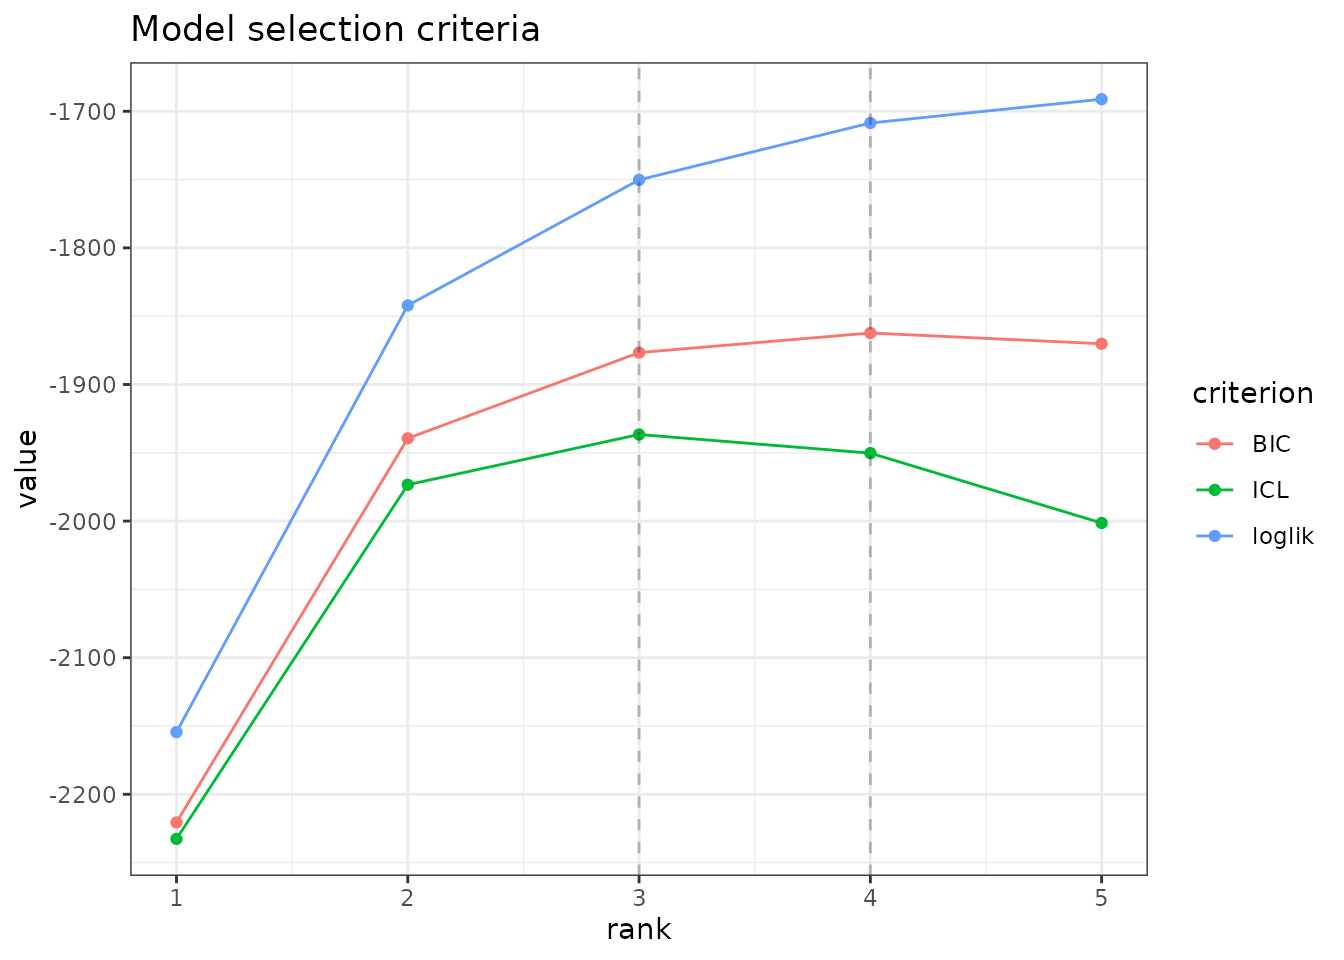 Model selection criteria
-1700
-1800
-1900
-2000
-2100
-2200
value
1 2 3 4 5
rank
criterion
BIC
ICL
loglik